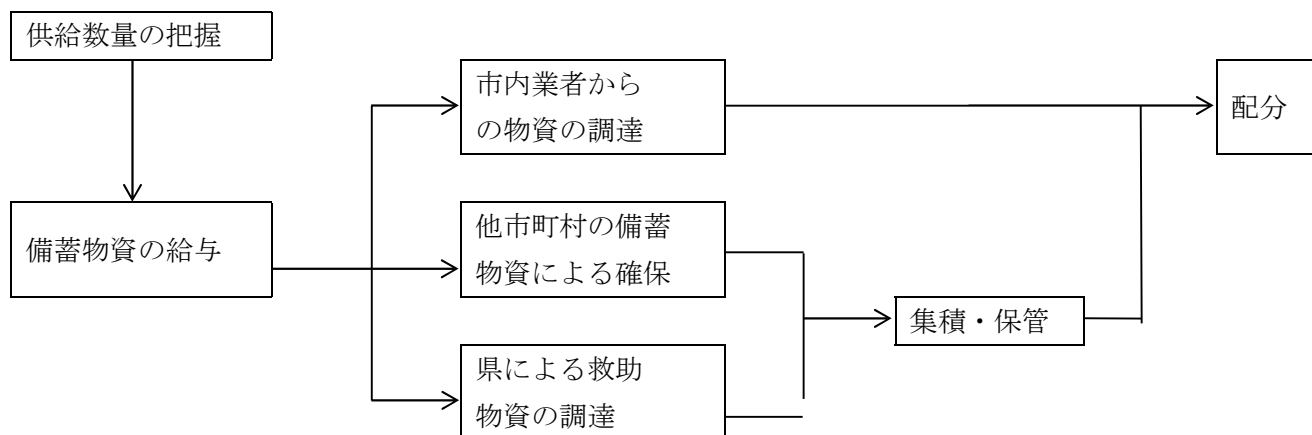 供給数量の把握
市内業者から
の物資の調達
配分
備蓄物資の給与
他市町村の備蓄
物資による確保
集積・保管
県による救助
物資の調達